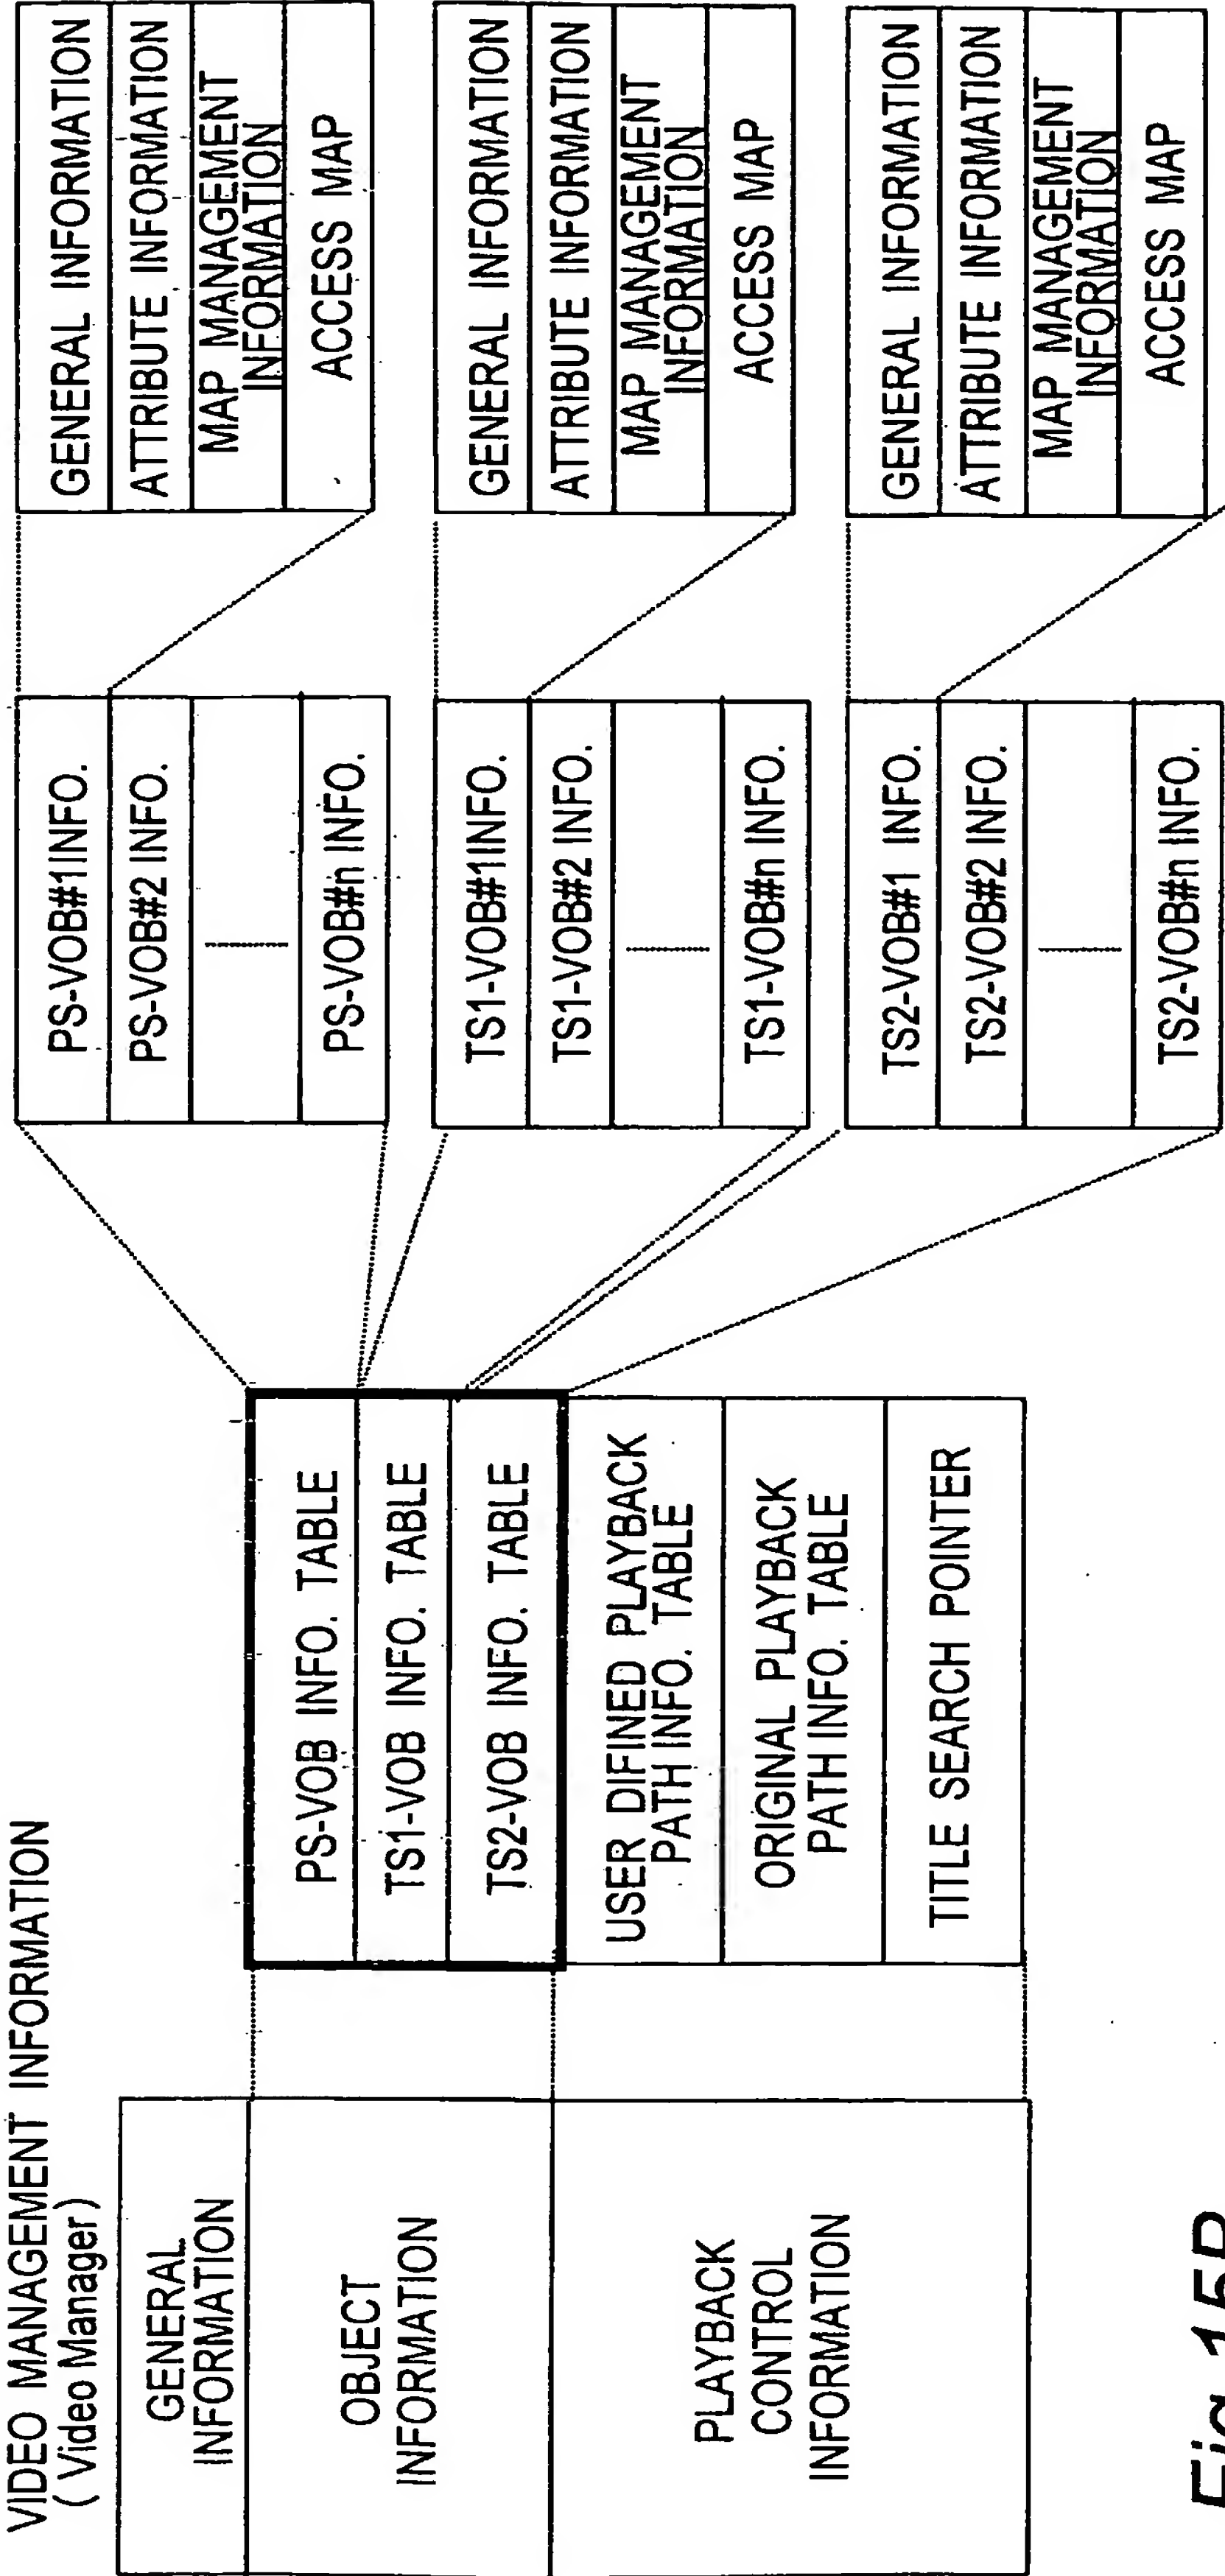 VIDEO MANAGEMENT INFORMATION
( Video Manager )
GENERAL
INFORMATION
OBJECT
INFORMATION
PLAYBACK
CONTROL
INFORMATION
PS-VOB INFO. TABLE
TS1-VOB INFO. TABLE
TS2-VOB INFO. TABLE
USER DIFINED PLAYBACK
PATH INFO. TABLE
ORIGINAL PLAYBACK
PATH INFO. TABLE
TITLE SEARCH POINTER
PS-VOB#1INFO.
PS-VOB#2 INFO.
PS-VOB#n INFO.
TS1-VOB#1INFO.
TS1-VOB#2 INFO.
TS1-VOB#n INFO.
TS2-VOB#1 INFO.
TS2-VOB#2 INFO.
TS2-VOB#n INFO.
GENERAL INFORMATION
ATTRIBUTE INFORMATION
MAP MANAGEMENT
INFORMATION
ACCESS MAP
GENERAL INFORMATION
ATTRIBUTE INFORMATION
MAP MANAGEMENT
INFORMATION
ACCESS MAP
GENERAL INFORMATION
ATTRIBUTE INFORMATION
MAP MANAGEMENT
INFORMATION
ACCESS MAP
Fig.15B